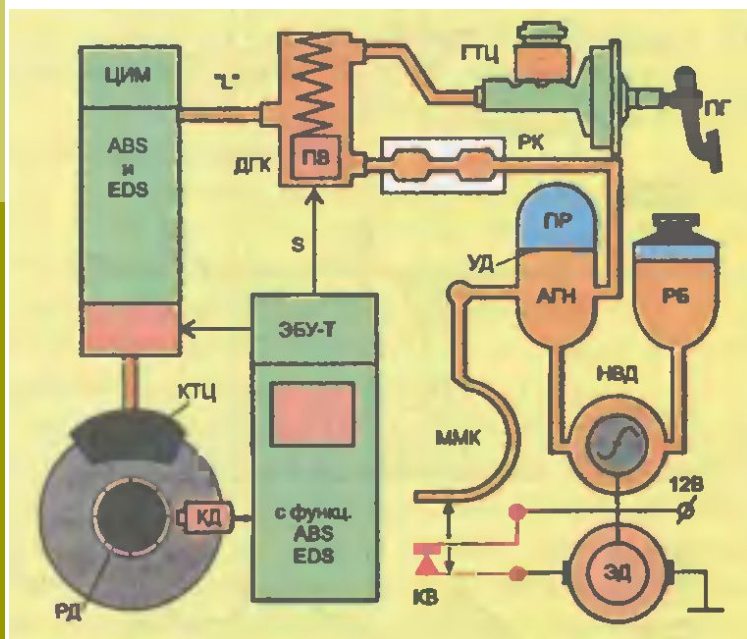 ЦИМ
"L"
ГТЦ
ПГ
ABS
и
EDS
ДГК
ПВ
РК
ПР
S
УД
АГН
РБ
ЭБУ-Т
КТЦ
НВД
ММК
12В
КД
с функц.
ABS
EDS
КВ
ЭД
РД